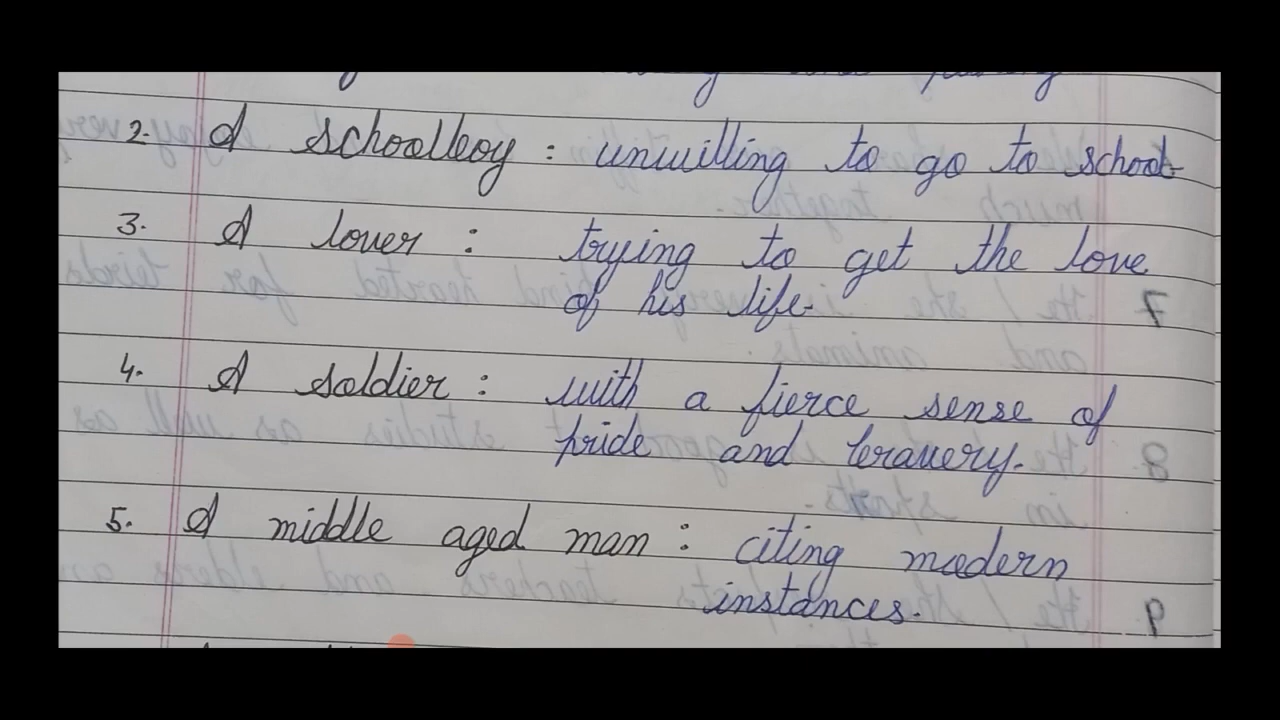 2. A schoolboy : unwilling to go to school
3. A lover : trying to get the love
of his life.
4. A soldier : with a fierce sense of
pride and bravery.
5. A middle aged man : citing modern
instances.